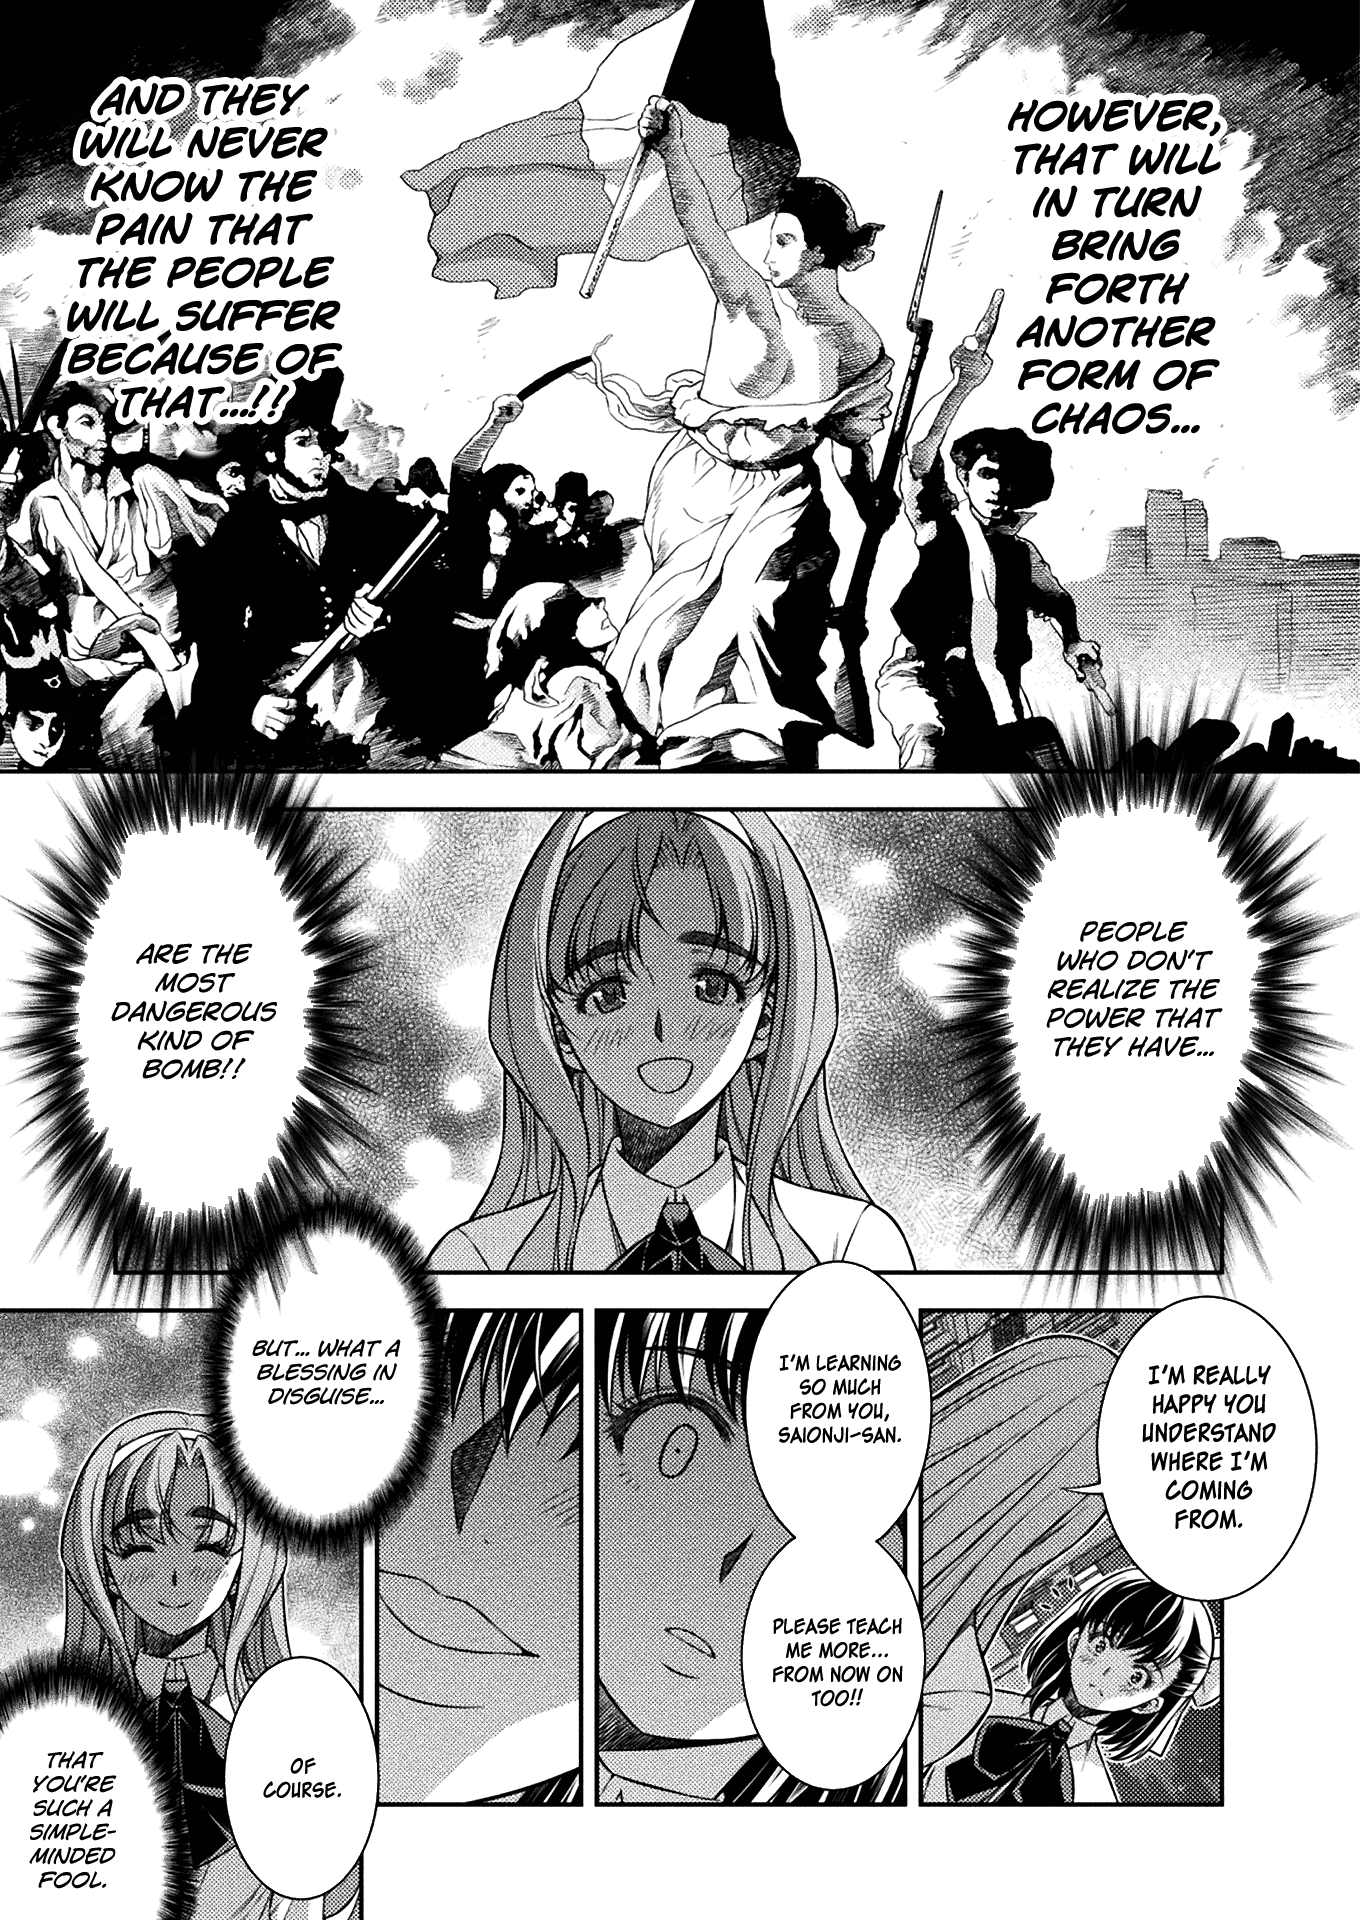 HOWEVER,
THAT WILL
IN TURN
BRING
FORTH
ANOTHER
FORM OF
CHAOS...
AND THEY
WILL NEVER
KNOW THE
PAIN THAT
THE PEOPLE
WILL SUFFER
BECAUSE OF
THAT...!!
PEOPLE
WHO DON'T
REALIZE THE
POWER THAT
THEY HAVE...
ARE THE
MOST
DANGEROUS
KIND OF
BOMB!!
I'M REALLY
HAPPY YOU
UNDERSTAND
WHERE I'M
COMING
FROM.
I'M LEARNING
SO MUCH
FROM YOU,
SAIONJI-SAN.
PLEASE TEACH
ME MORE...
FROM NOW ON
TOO!!
BUT... WHAT A
BLESSING IN
DISGUISE...
OF
COURSE.
THAT
YOU'RE
SUCH A
SIMPLE-
MINDED
FOOL.